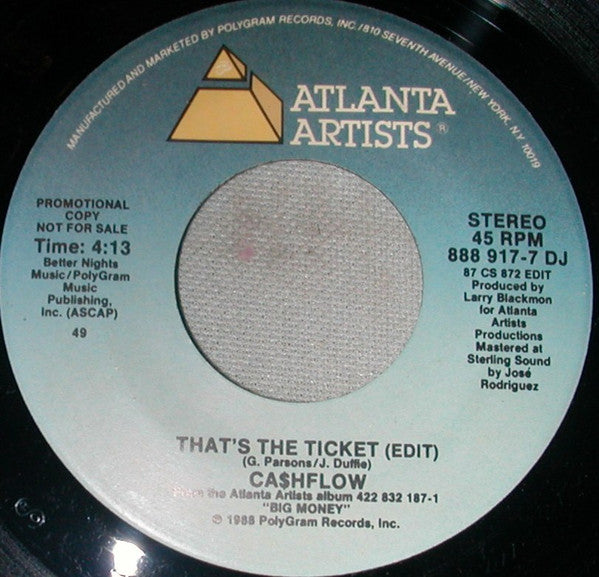 MANUFACTURED AND MARKETED BY POLYGRAM RECORDS, INC./810 SEVENTH AVENUE/NEW YORK, NY 10019
ATLANTA
ARTISTS®
PROMOTIONAL
COPY
NOT FOR SALE
Time: 4:13
Better Nights
Music/PolyGram
Music
Publishing,
Inc. (ASCAP)
49
STEREO
45 RPM
888 917-7 DJ
87 CS 872 EDIT
Produced by
Larry Blackmon
for Atlanta
Artists
Productions
Mastered at
Sterling Sound
by José
Rodriguez
THAT'S THE TICKET (EDIT)
(G. Parsons/J. Duffie)
CA$HFLOW
From the Atlanta Artists album 422 832 187-1
"BIG MONEY"
℗ 1988 PolyGram Records, Inc.